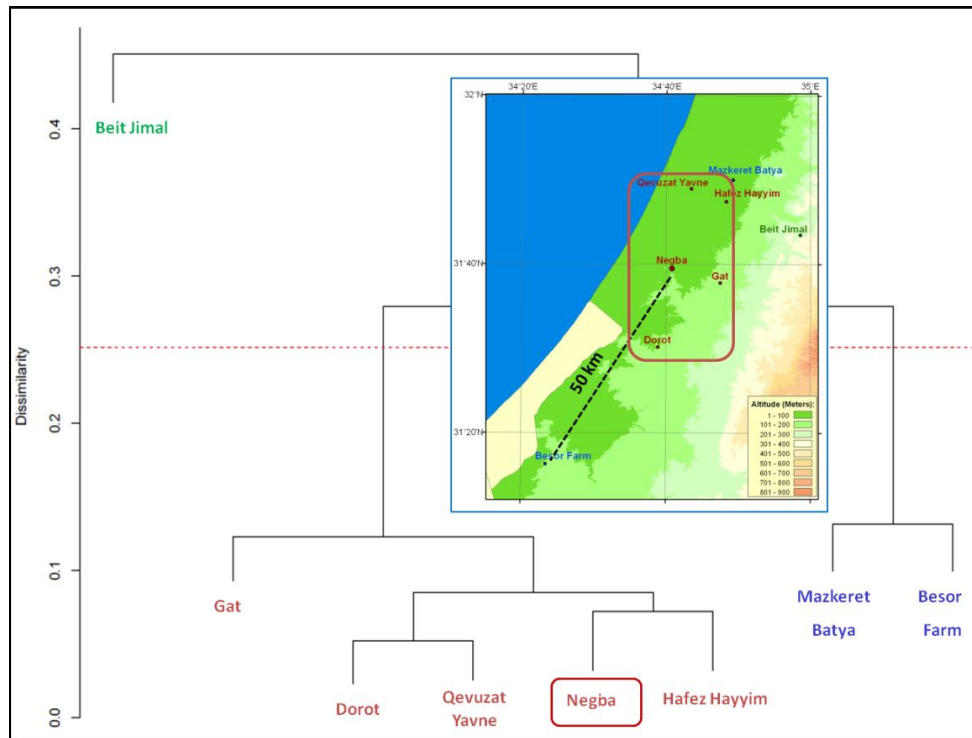 Dissimilarity
0.4
0.3
0.2
0.1
0.0
Beit Jimal
34°20'E
34°40'E
35°E
32°N
31°40'N
31°20'N
Mazkeret Batya
Qevuzat Yavne
Hafez Hayyim
Beit Jimal
Negba
Gat
Dorot
50 km
Besor Farm
Altitude (Meters):
1 - 100
101 - 200
201 - 300
301 - 400
401 - 500
501 - 600
601 - 700
701 - 800
801 - 900
Gat
Dorot
Qevuzat
Yavne
Negba
Hafez Hayyim
Mazkeret
Batya
Besor
Farm